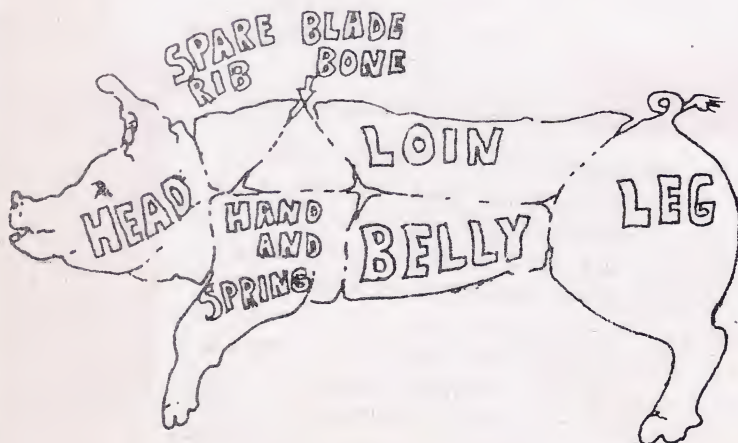 SPARE
RIB
BLADE
BONE
LOIN
HEAD
HAND
AND
SPRING
BELLY
LEG